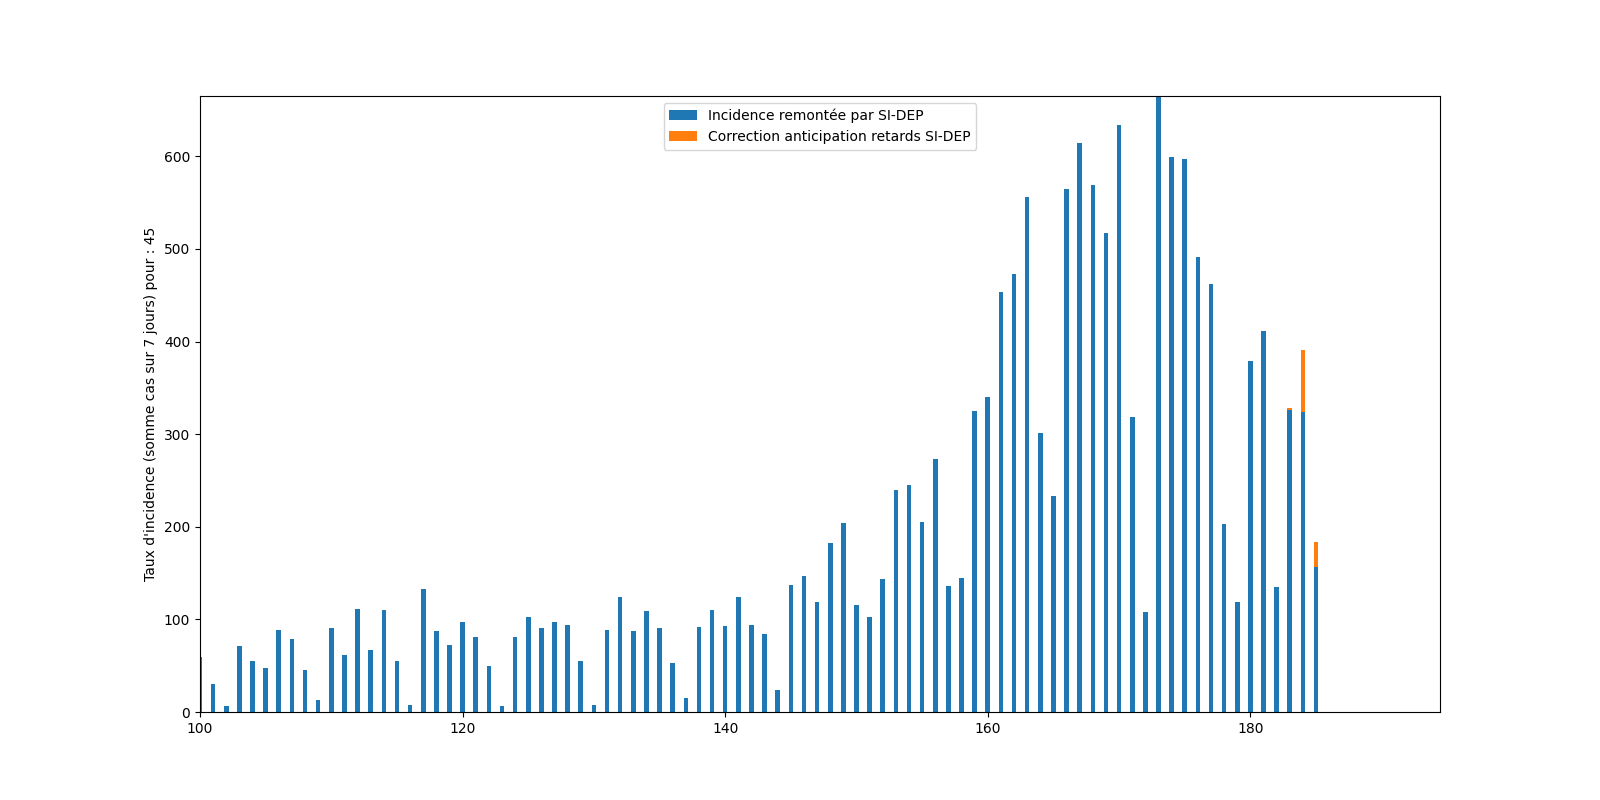 Incidence remontée par SI-DEP
Correction anticipation retards SI-DEP
Taux d'incidence (somme cas sur 7 jours) pour : 45
600
500
400
300
200
100
0
100 120 140 160 180